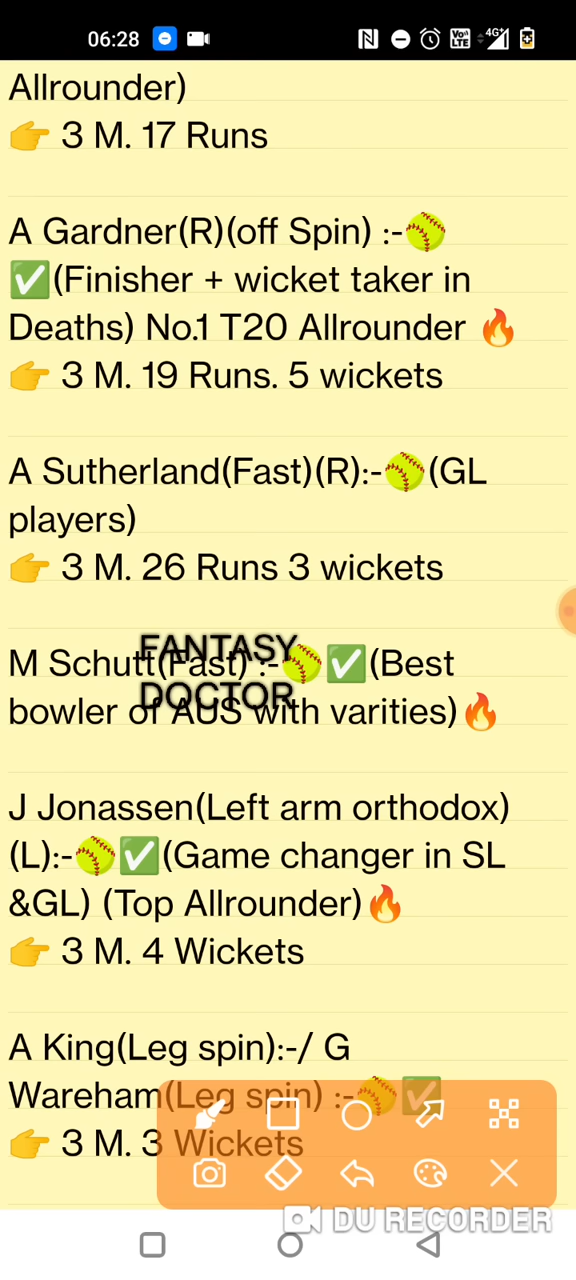 06:28
Vo LTE 4G+
Allrounder)
👉 3 M. 17 Runs
A Gardner(R)(off Spin) :-🥎
✅(Finisher + wicket taker in
Deaths) No.1 T20 Allrounder 🔥
👉 3 M. 19 Runs. 5 wickets
A Sutherland(Fast)(R):-🥎(GL
players)
👉 3 M. 26 Runs 3 wickets
M Schutt(Fast) :-🥎✅(Best
bowler of AUS with varities)🔥
FANTASY
DOCTOR
J Jonassen(Left arm orthodox)
(L):-🥎✅(Game changer in SL
&GL) (Top Allrounder)🔥
👉 3 M. 4 Wickets
A King(Leg spin):-/ G
Wareham(Leg spin) :-🥎✅
👉 3 M. 3 Wickets
DU RECORDER